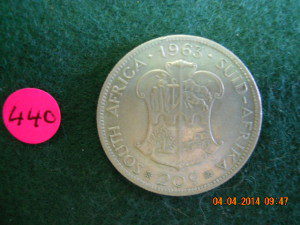 440
SOUTH AFRICA · 1963 · SUID-AFRIKA
20c
04.04.2014 09:47